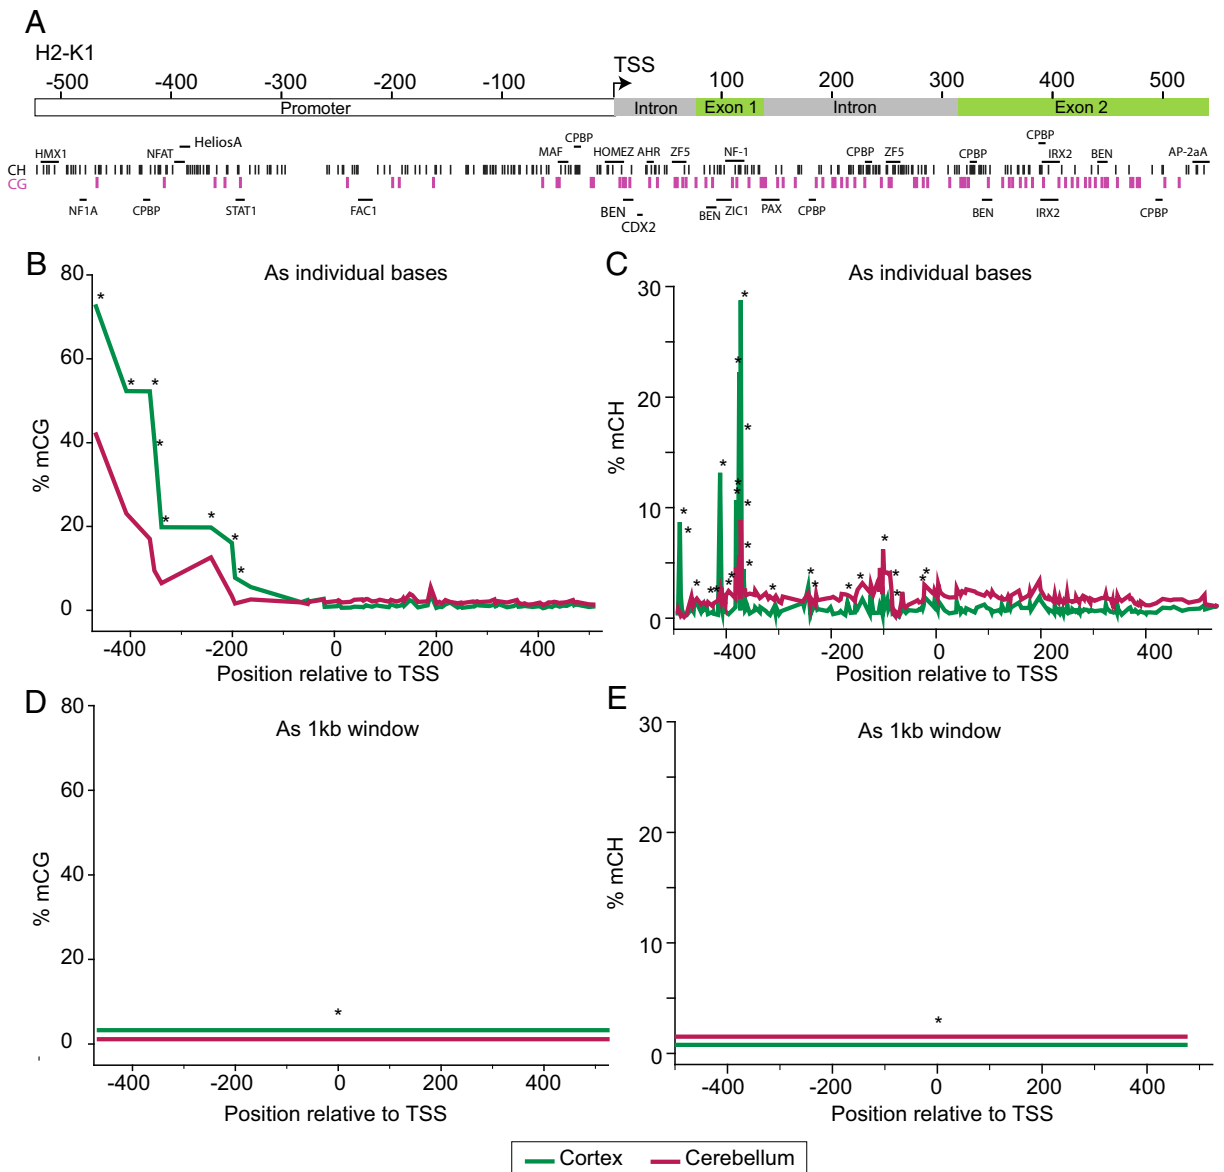 A
H2-K1
TSS
-500 -400 -300 -200 -100 100 200 300 400 500
Promoter Intron Exon 1 Intron Exon 2
CPBP CPBP
HeliosA
HMX1 NFAT MAF HOMEZ AHR ZF5 NF-1 CPBP ZF5 CPBP IRX2 BEN AP-2aA
CH
CG
NF1A CPBP STAT1 FAC1 BEN BEN ZIC1 PAX CPBP BEN IRX2 CPBP
CDX2
B
As individual bases
80
60
40
20
0
% mCG
* * * * * * * *
-400 -200 0 200 400
Position relative to TSS
C
As individual bases
30
20
10
0
% mCH
* * * * * * * * * * * * * * * * * * * * * * * * * *
-400 -200 0 200 400
Position relative to TSS
D
As 1kb window
80
60
40
20
0
% mCG
*
-
-400 -200 0 200 400
Position relative to TSS
E
As 1kb window
30
20
10
0
% mCH
*
-400 -200 0 200 400
Position relative to TSS
Cortex Cerebellum